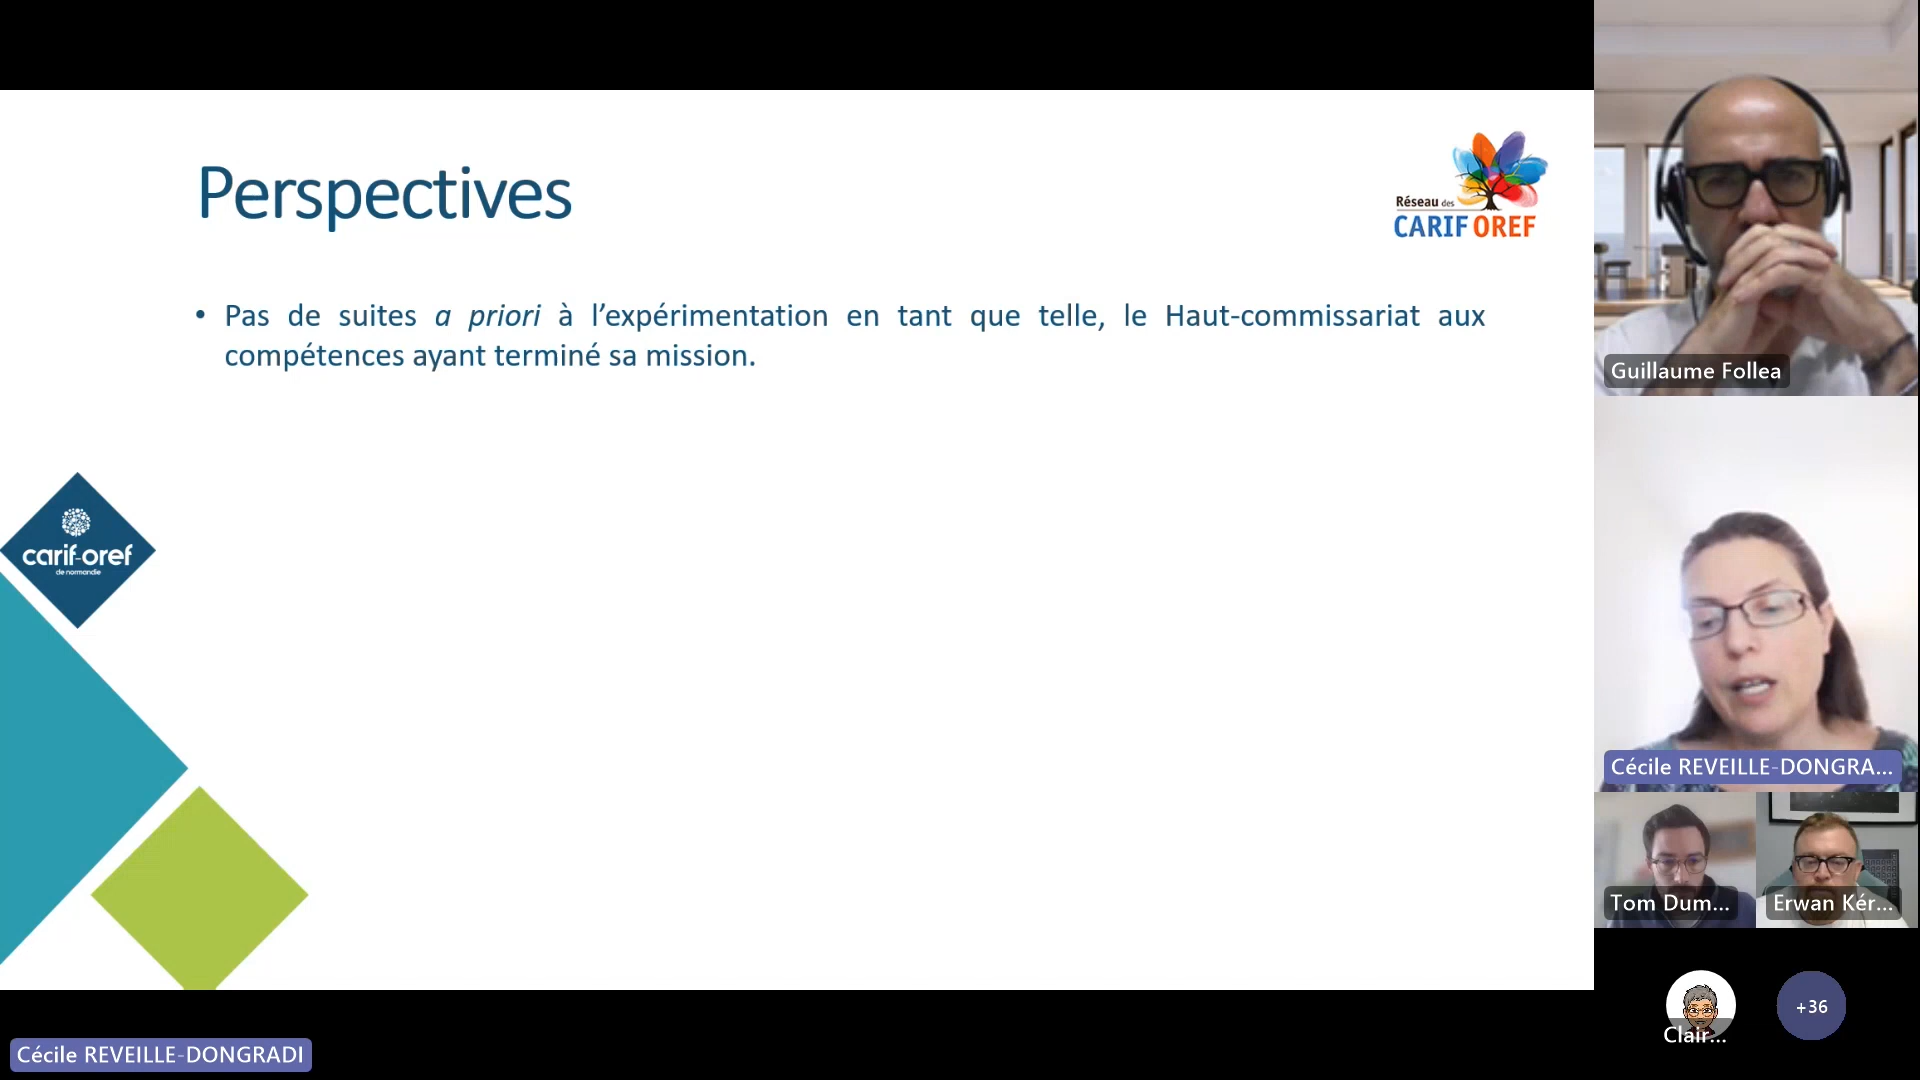 Perspectives
Réseau des
CARIF OREF
• Pas de suites a priori à l’expérimentation en tant que telle, le Haut-commissariat aux
compétences ayant terminé sa mission.
carif-oref
de normandie
Guillaume Follea
Cécile REVEILLE-DONGRA...
Tom Dum...
Erwan Kér...
Clair...
+36
Cécile REVEILLE-DONGRADI